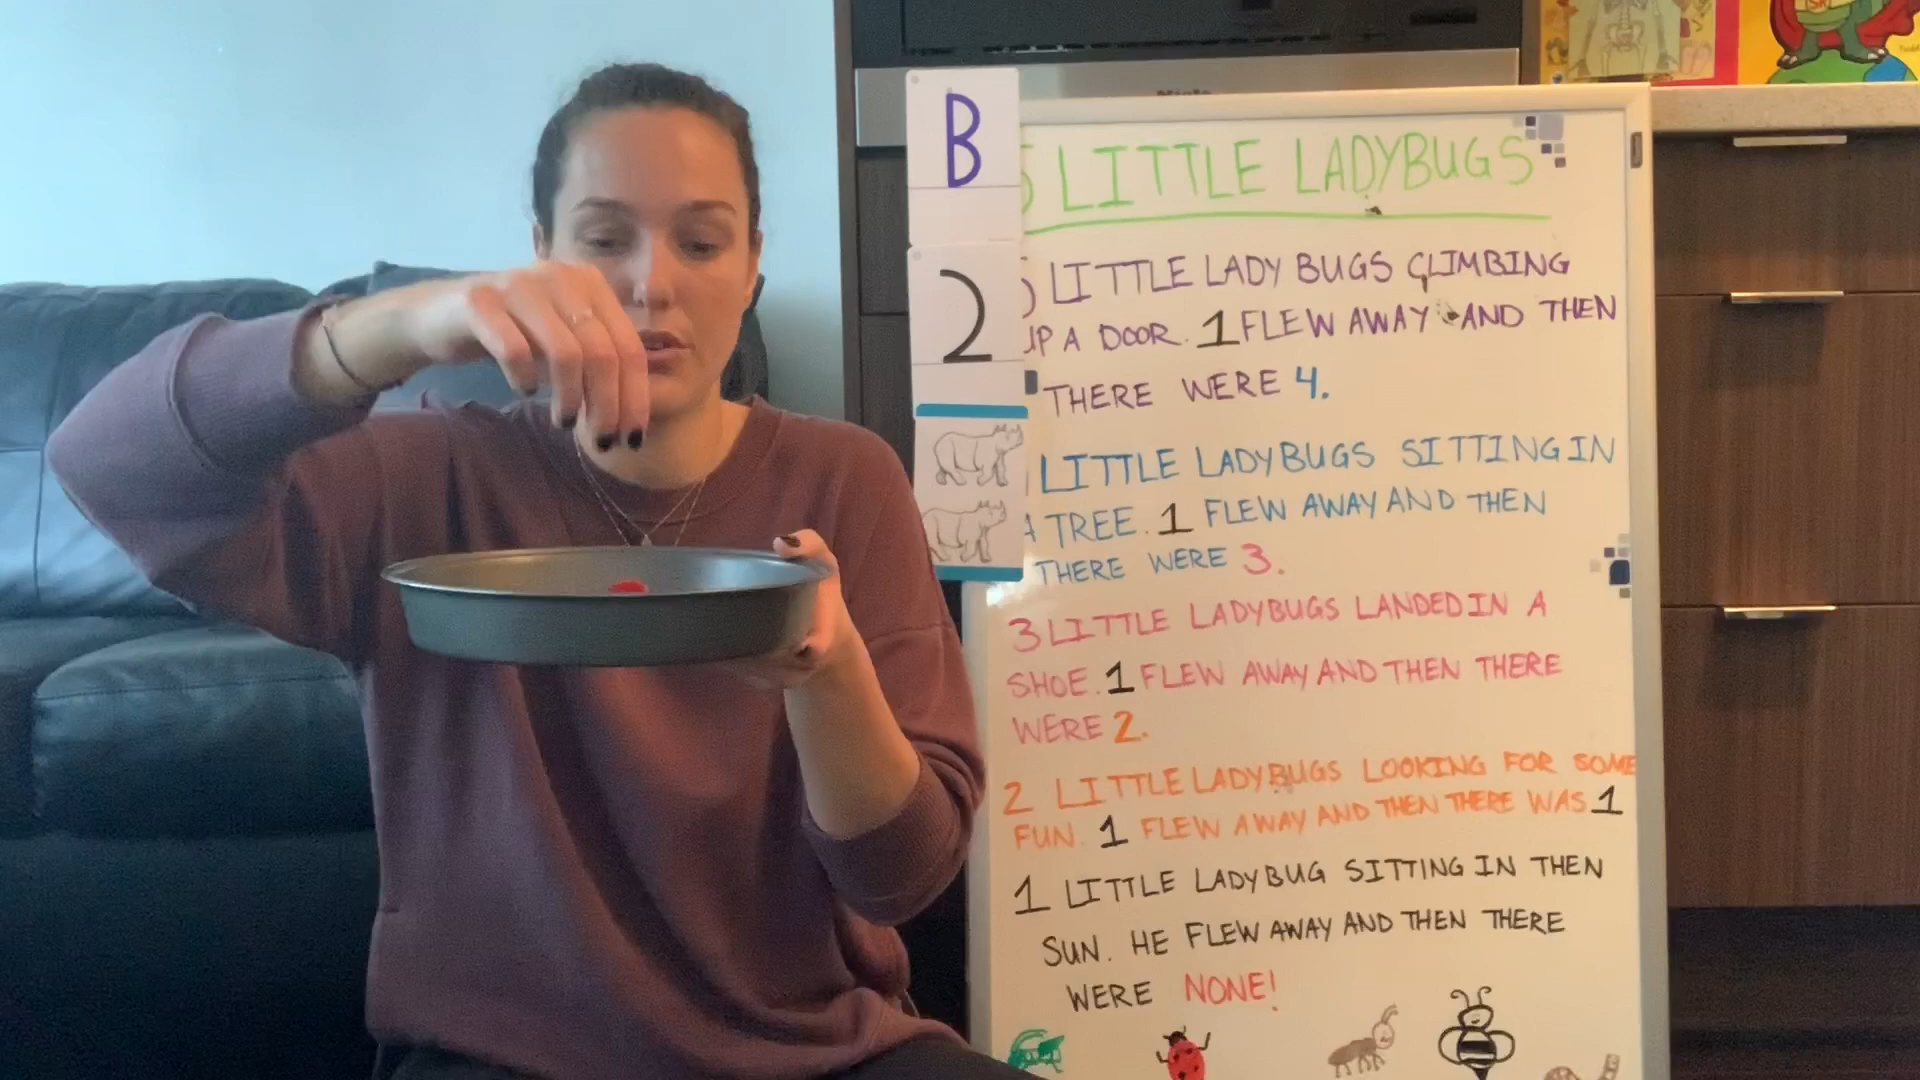 B
2
5 LITTLE LADYBUGS
LITTLE LADY BUGS CLIMBING
UP A DOOR. 1 FLEW AWAY AND THEN
THERE WERE 4.
LITTLE LADYBUGS SITTING IN
A TREE. 1 FLEW AWAY AND THEN
THERE WERE 3.
3 LITTLE LADYBUGS LANDED IN A
SHOE. 1 FLEW AWAY AND THEN THERE
WERE 2.
2 LITTLE LADYBUGS LOOKING FOR SOME
FUN. 1 FLEW AWAY AND THEN THERE WAS 1
1 LITTLE LADYBUG SITTING IN THEN
SUN. HE FLEW AWAY AND THEN THERE
WERE NONE!